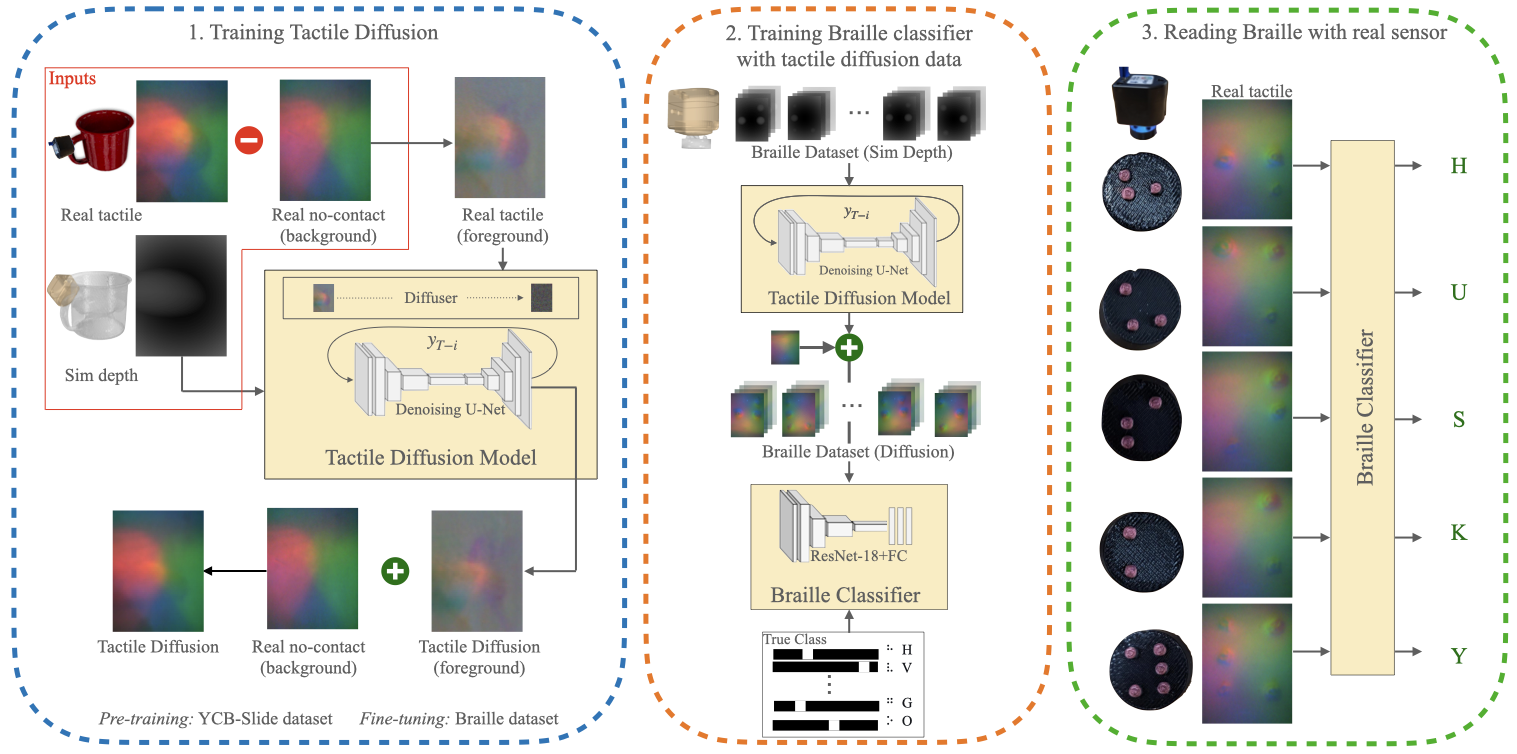 1. Training Tactile Diffusion
Inputs
Real tactile
Real no-contact
(background)
Real tactile
(foreground)
Sim depth
Diffuser
y_{T−i}
Denoising U-Net
Tactile Diffusion Model
Tactile Diffusion
Real no-contact
(background)
Tactile Diffusion
(foreground)
Pre-training: YCB-Slide dataset
Fine-tuning: Braille dataset
2. Training Braille classifier
with tactile diffusion data
...
Braille Dataset (Sim Depth)
y_{T−i}
Denoising U-Net
Tactile Diffusion Model
...
Braille Dataset (Diffusion)
ResNet-18+FC
Braille Classifier
True Class
⠓ H
⠧ V
⠛ G
⠕ O
3. Reading Braille with real sensor
Real tactile
Braille Classifier
H
U
S
K
Y